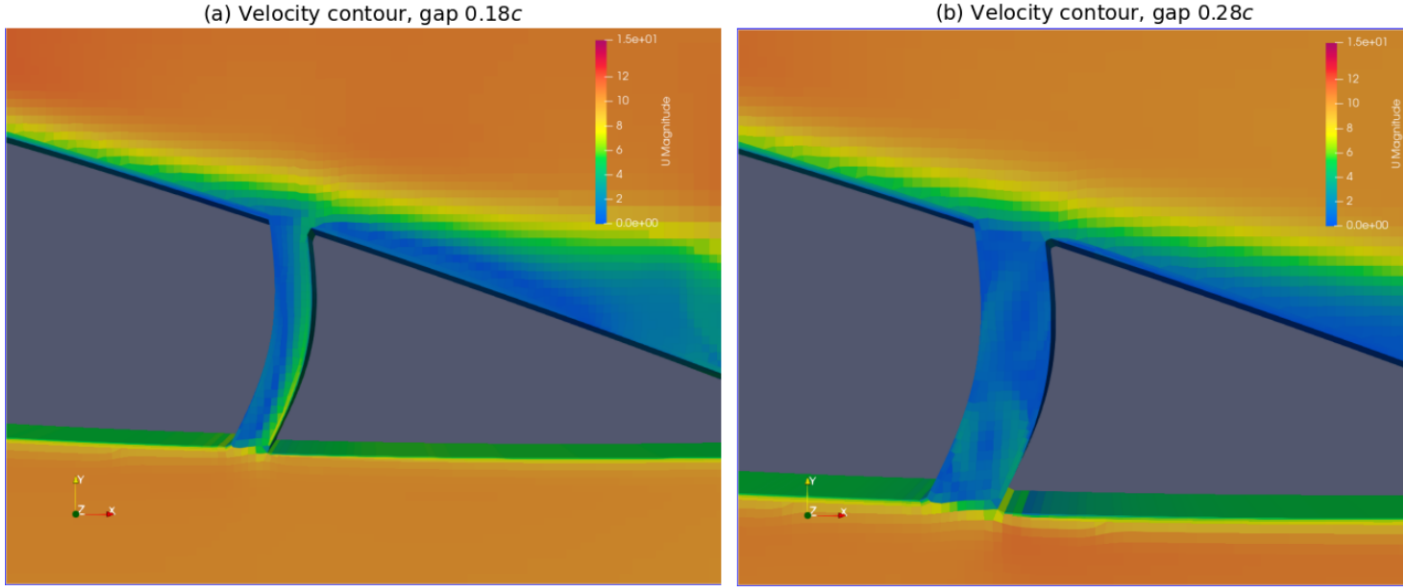 (a) Velocity contour, gap 0.18c
1.5e+01
12
10
8
6
4
2
0.0e+00
U Magnitude
Y
Z
X
(b) Velocity contour, gap 0.28c
1.5e+01
12
10
8
6
4
2
0.0e+00
U Magnitude
Y
Z
X